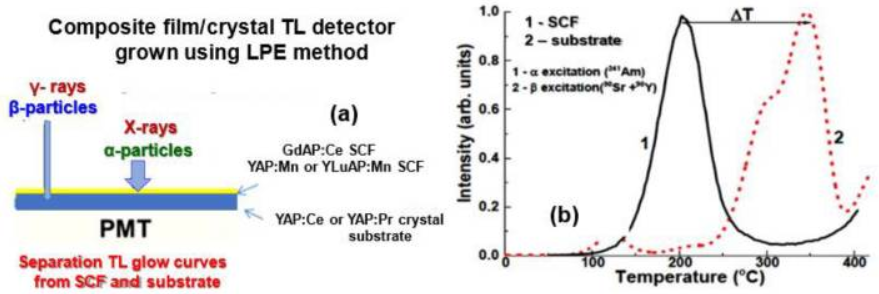 Composite film/crystal TL detector
grown using LPE method
γ- rays
β-particles
X-rays
α-particles
(a)
GdAP:Ce SCF
YAP:Mn or YLuAP:Mn SCF
PMT
YAP:Ce or YAP:Pr crystal
substrate
Separation TL glow curves
from SCF and substrate
Intensity (arb. units)
1.0
0.8
0.6
0.4
0.2
0.0
1 - SCF
2 – substrate
1 - α excitation (²⁴¹Am)
2 - β excitation(⁹⁰Sr +⁹⁰Y)
ΔT
1
2
(b)
0 100 200 300 400
Temperature (°C)